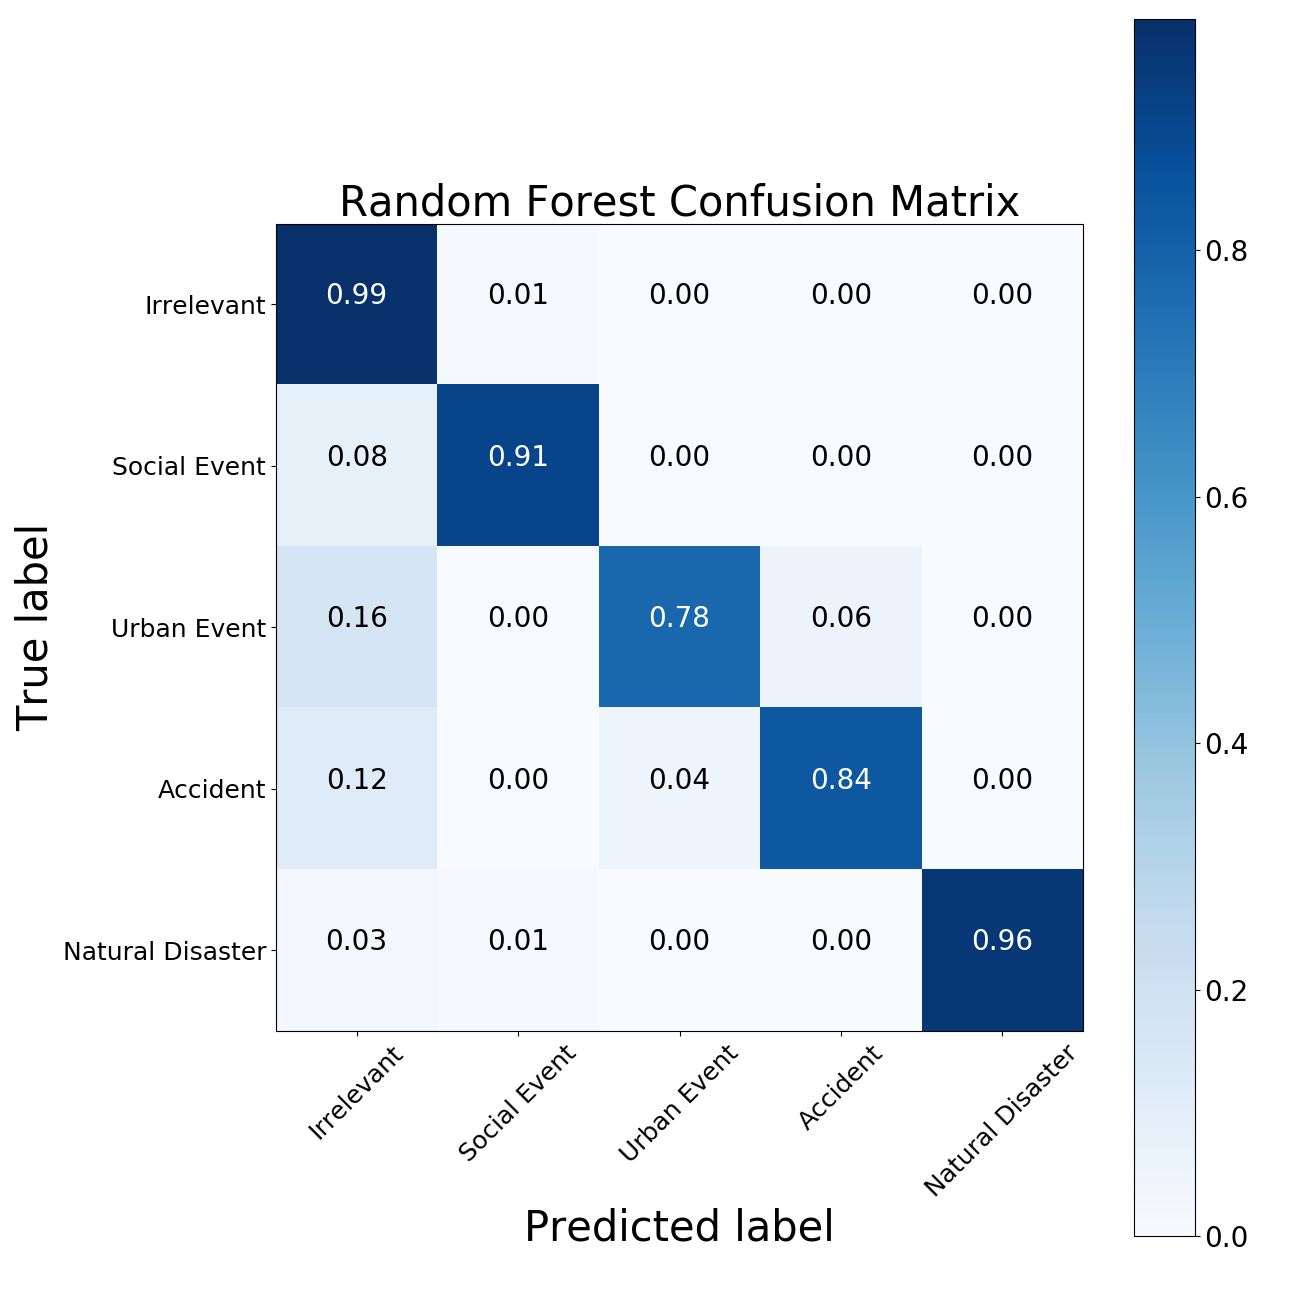 Random Forest Confusion Matrix
True label
Irrelevant 0.99 0.01 0.00 0.00 0.00
Social Event 0.08 0.91 0.00 0.00 0.00
Urban Event 0.16 0.00 0.78 0.06 0.00
Accident 0.12 0.00 0.04 0.84 0.00
Natural Disaster 0.03 0.01 0.00 0.00 0.96
Irrelevant Social Event Urban Event Accident Natural Disaster
Predicted label
0.8
0.6
0.4
0.2
0.0